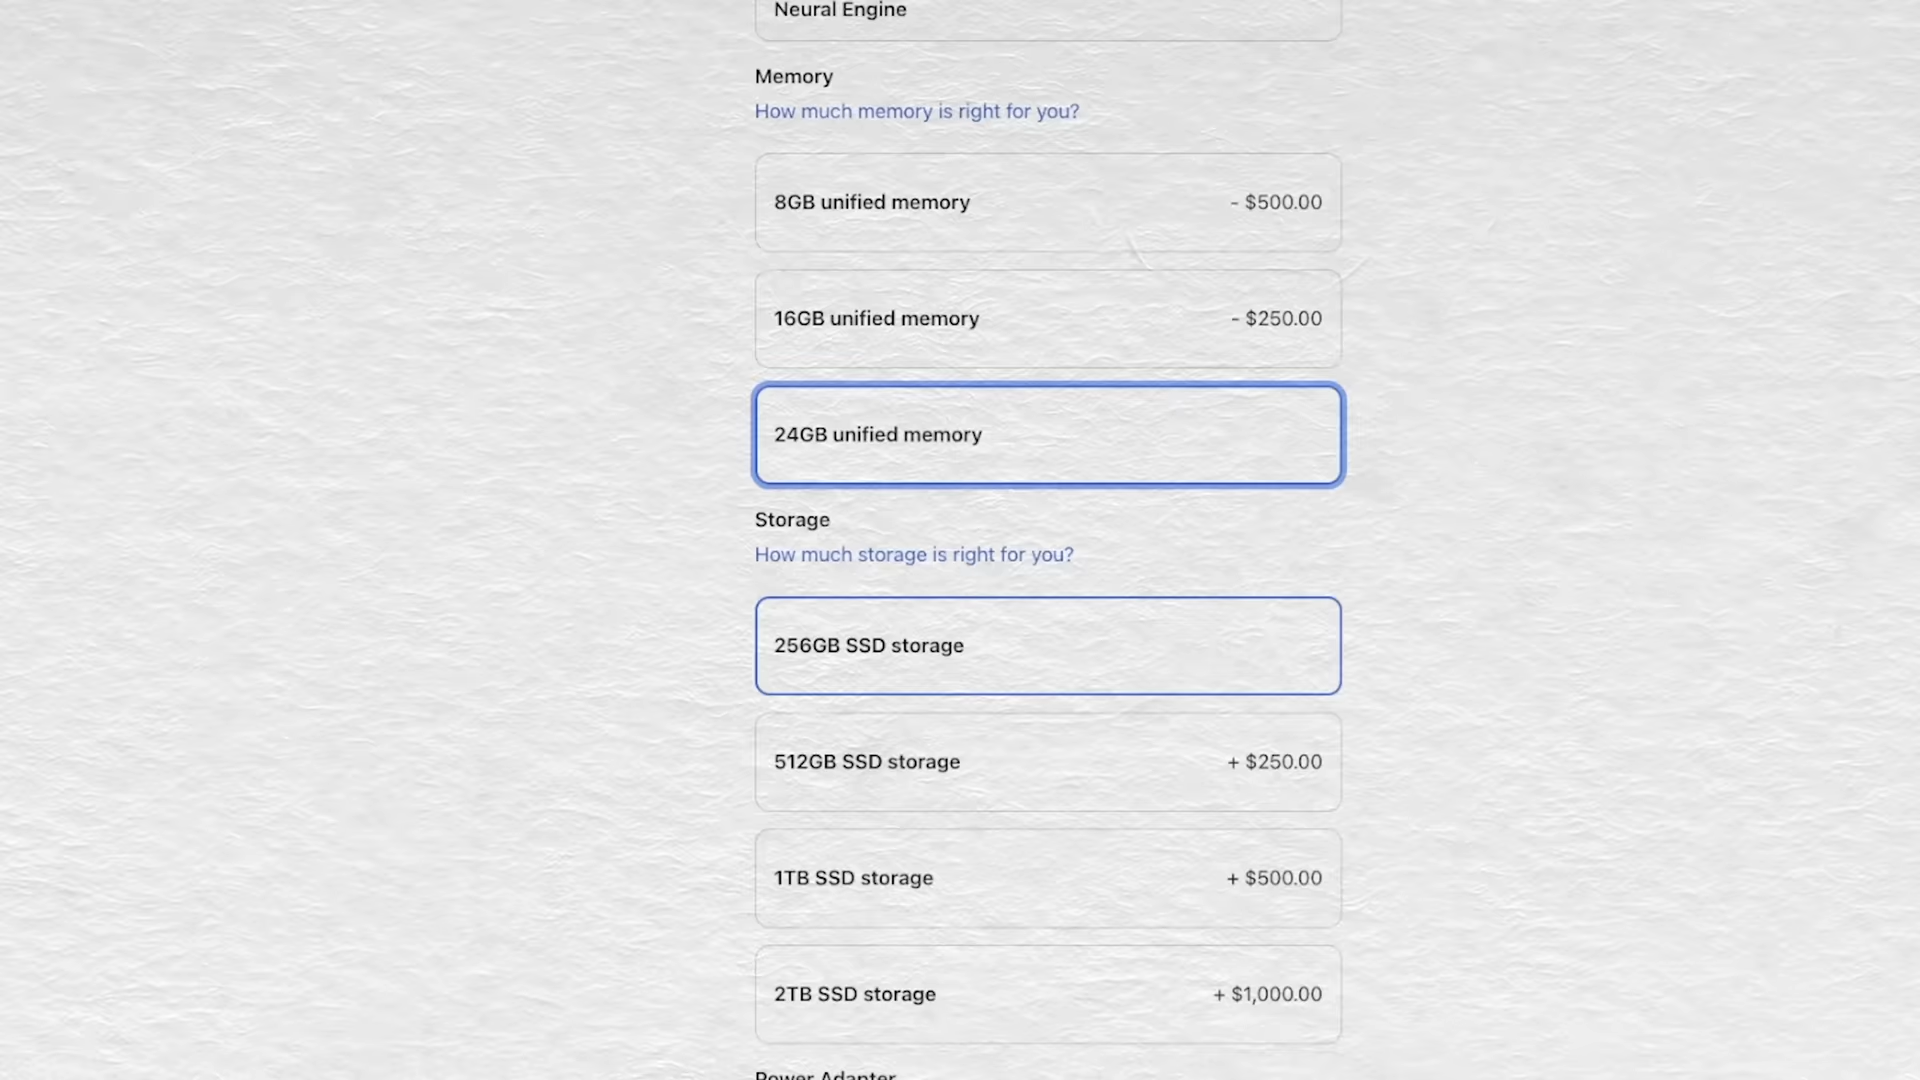 Neural Engine
Memory
How much memory is right for you?
8GB unified memory - $500.00
16GB unified memory - $250.00
24GB unified memory
Storage
How much storage is right for you?
256GB SSD storage
512GB SSD storage + $250.00
1TB SSD storage + $500.00
2TB SSD storage + $1,000.00
Power Adapter